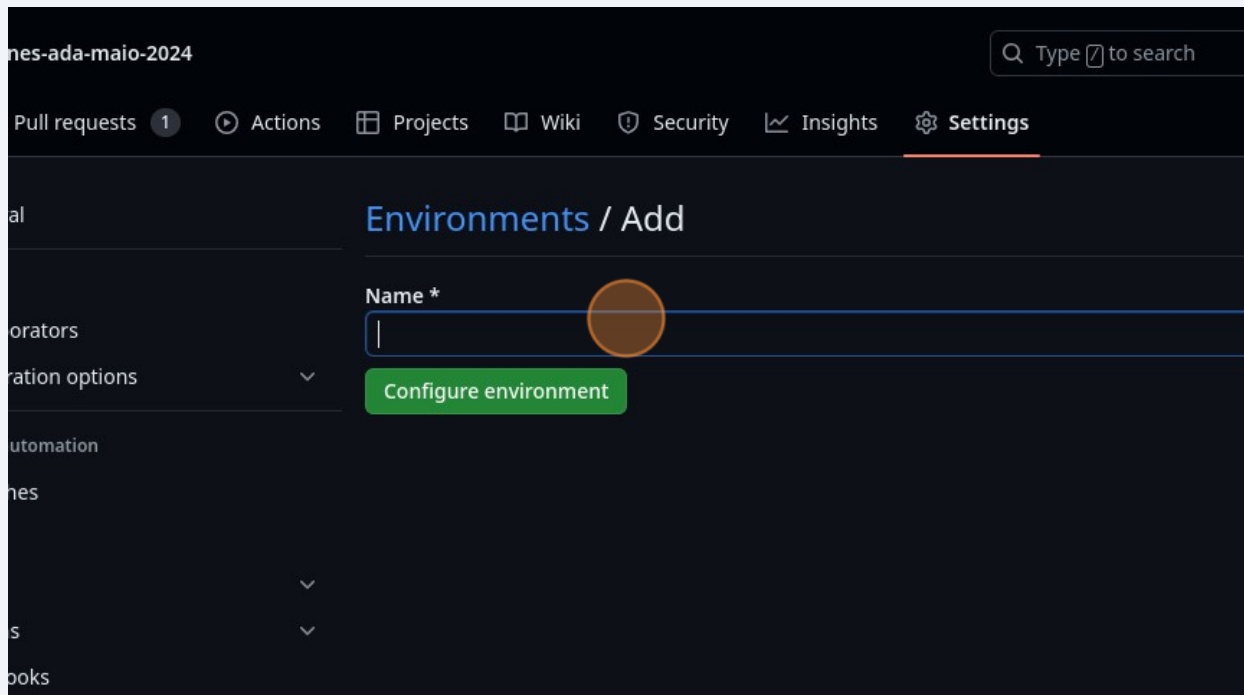 nes-ada-maio-2024
Type / to search
Pull requests 1 Actions Projects Wiki Security Insights Settings
al
Environments / Add
Name *
orators
ration options
Configure environment
utomation
nes
s
ooks